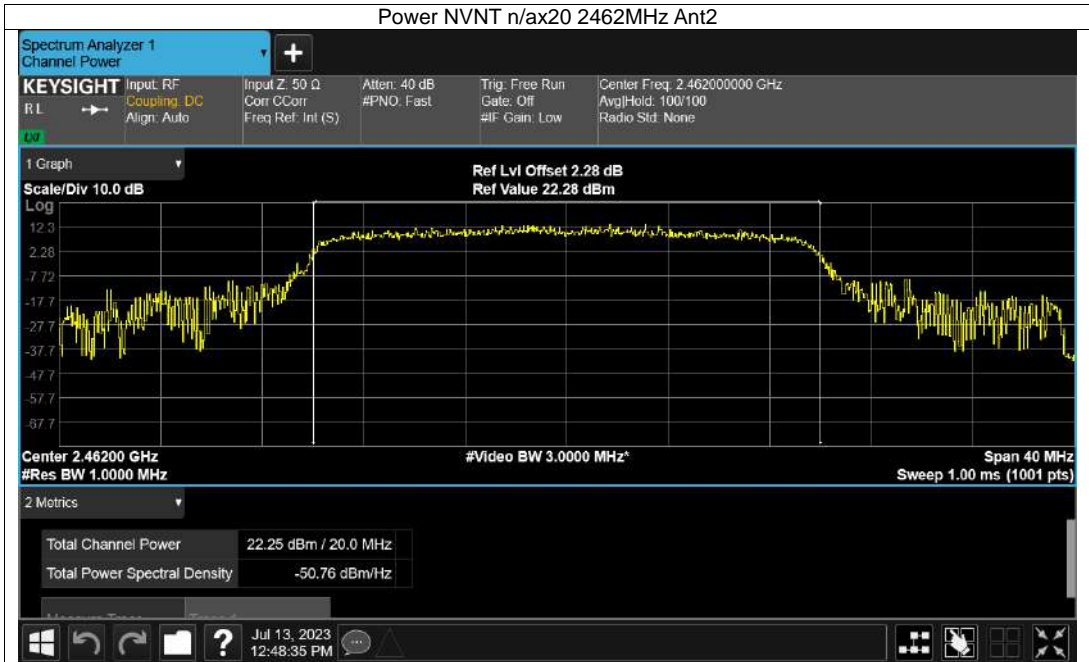 Power NVNT n/ax20 2462MHz Ant2
Spectrum Analyzer 1
Channel Power
KEYSIGHT
R L
LXI
Input: RF
Coupling: DC
Align: Auto
Input Z: 50 Ω
Corr CCorr
Freq Ref: Int (S)
Atten: 40 dB
#PNO: Fast
Trig: Free Run
Gate: Off
#IF Gain: Low
Center Freq: 2.462000000 GHz
Avg|Hold: 100/100
Radio Std: None
1 Graph
Scale/Div 10.0 dB
Ref Lvl Offset 2.28 dB
Ref Value 22.28 dBm
Log
12.3
2.28
-7.72
-17.7
-27.7
-37.7
-47.7
-57.7
-67.7
Center 2.46200 GHz
#Res BW 1.0000 MHz
#Video BW 3.0000 MHz*
Span 40 MHz
Sweep 1.00 ms (1001 pts)
2 Metrics
Total Channel Power 22.25 dBm / 20.0 MHz
Total Power Spectral Density -50.76 dBm/Hz
?
Jul 13, 2023
12:48:35 PM